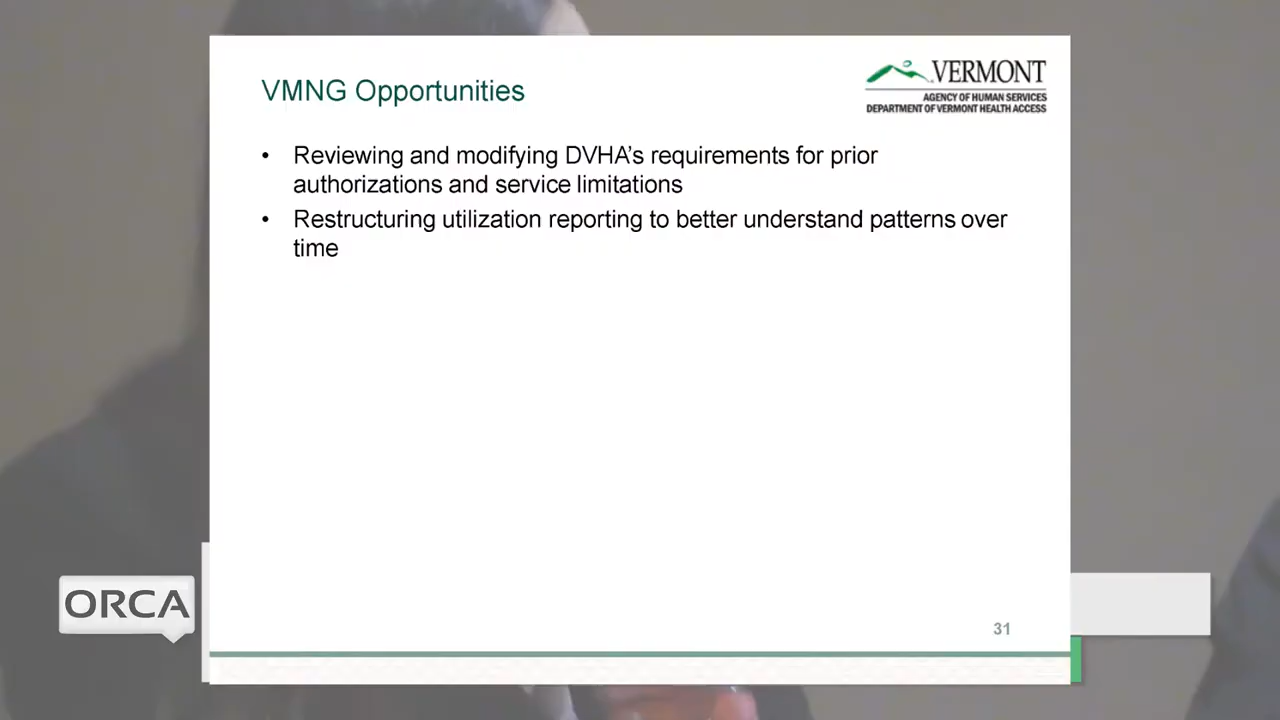 VMNG Opportunities
VERMONT
AGENCY OF HUMAN SERVICES
DEPARTMENT OF VERMONT HEALTH ACCESS
• Reviewing and modifying DVHA's requirements for prior
authorizations and service limitations
• Restructuring utilization reporting to better understand patterns over
time
ORCA
31